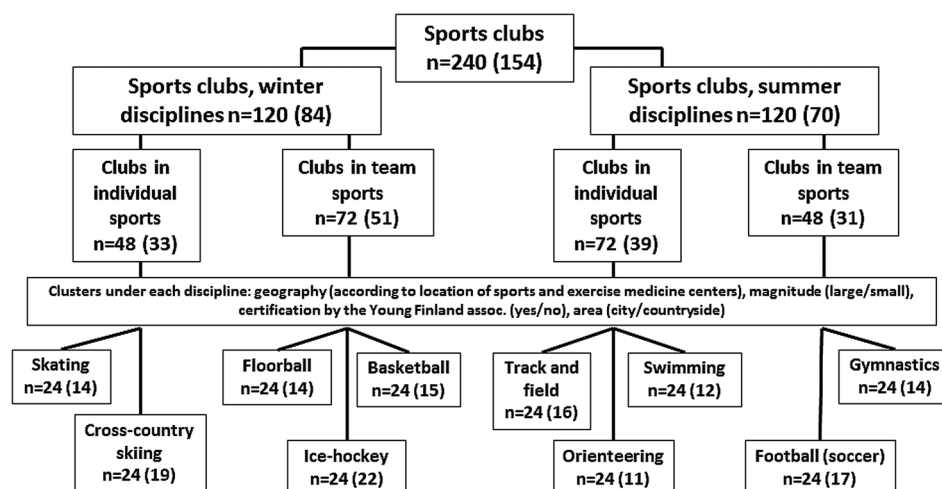 Sports clubs
n=240 (154)
Sports clubs, winter
disciplines n=120 (84)
Sports clubs, summer
disciplines n=120 (70)
Clubs in
individual
sports
n=48 (33)
Clubs in team
sports
n=72 (51)
Clubs in
individual
sports
n=72 (39)
Clubs in team
sports
n=48 (31)
Clusters under each discipline: geography (according to location of sports and exercise medicine centers), magnitude (large/small),
certification by the Young Finland assoc. (yes/no), area (city/countryside)
Skating
n=24 (14)
Cross-country
skiing
n=24 (19)
Floorball
n=24 (14)
Ice-hockey
n=24 (22)
Basketball
n=24 (15)
Track and
field
n=24 (16)
Orienteering
n=24 (11)
Swimming
n=24 (12)
Football (soccer)
n=24 (17)
Gymnastics
n=24 (14)